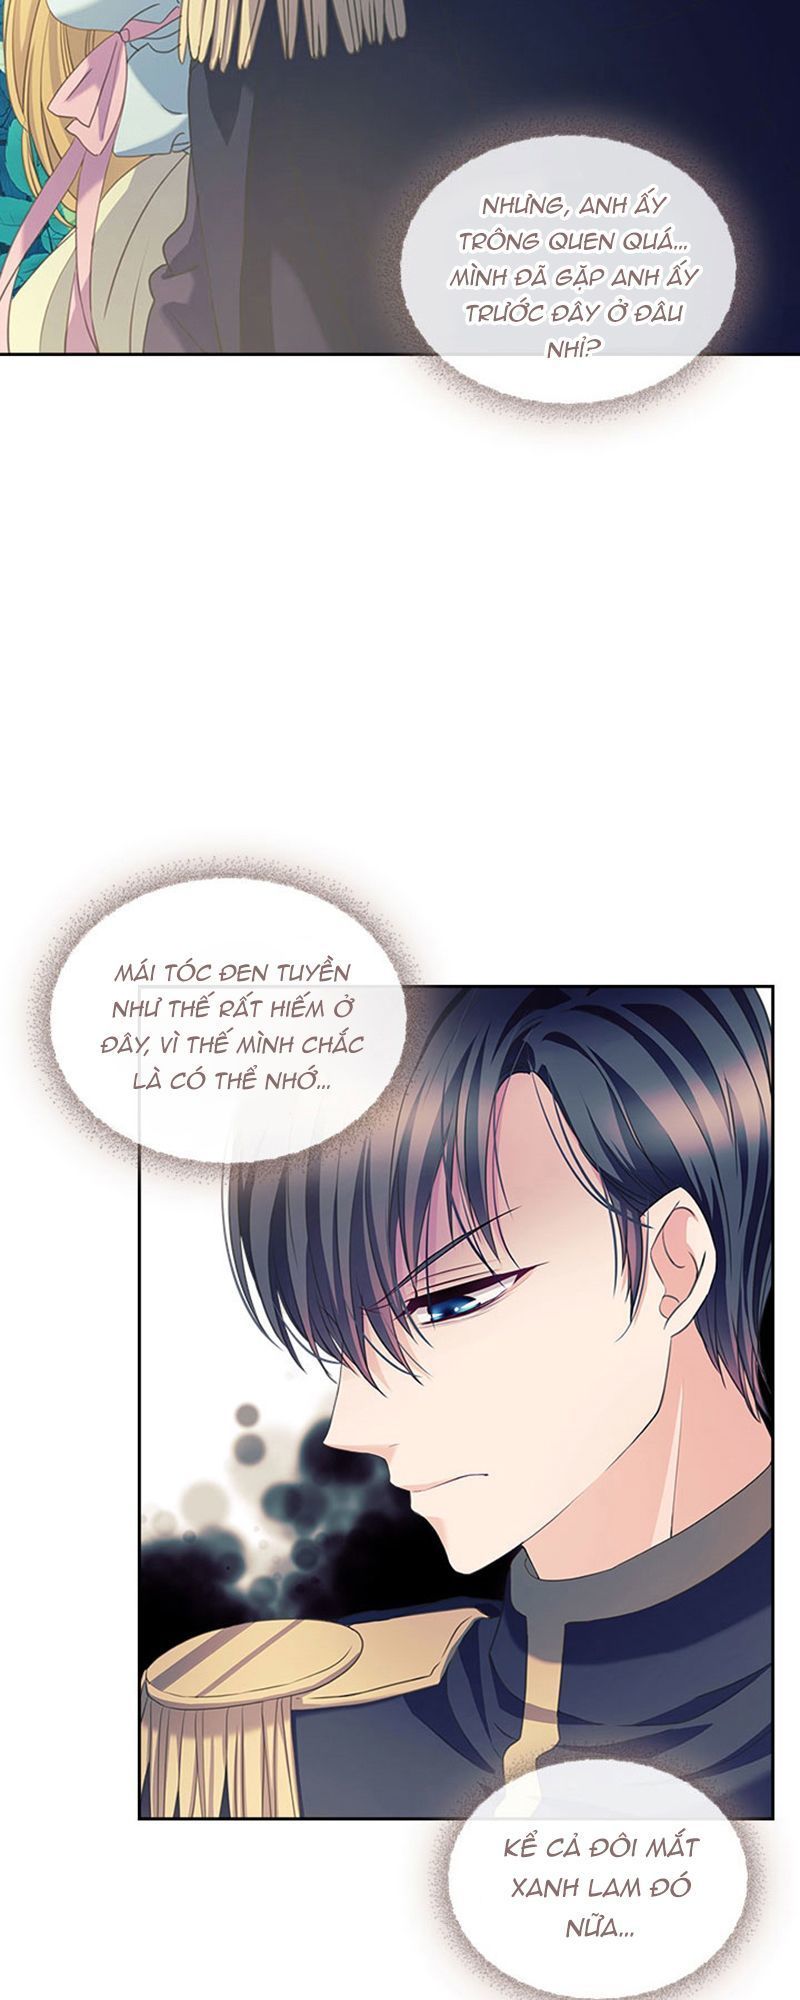 NHƯNG, ANH ẤY
TRÔNG QUEN QUÁ...
MÌNH ĐÃ GẶP ANH ẤY
TRƯỚC ĐÂY Ở ĐÂU
NHỈ?
MÁI TÓC ĐEN TUYỀN
NHƯ THẾ RẤT HIẾM Ở
ĐÂY, VÌ THẾ MÌNH CHẮC
LÀ CÓ THỂ NHỚ...
KỂ CẢ ĐÔI MẮT
XANH LAM ĐÓ
NỮA...